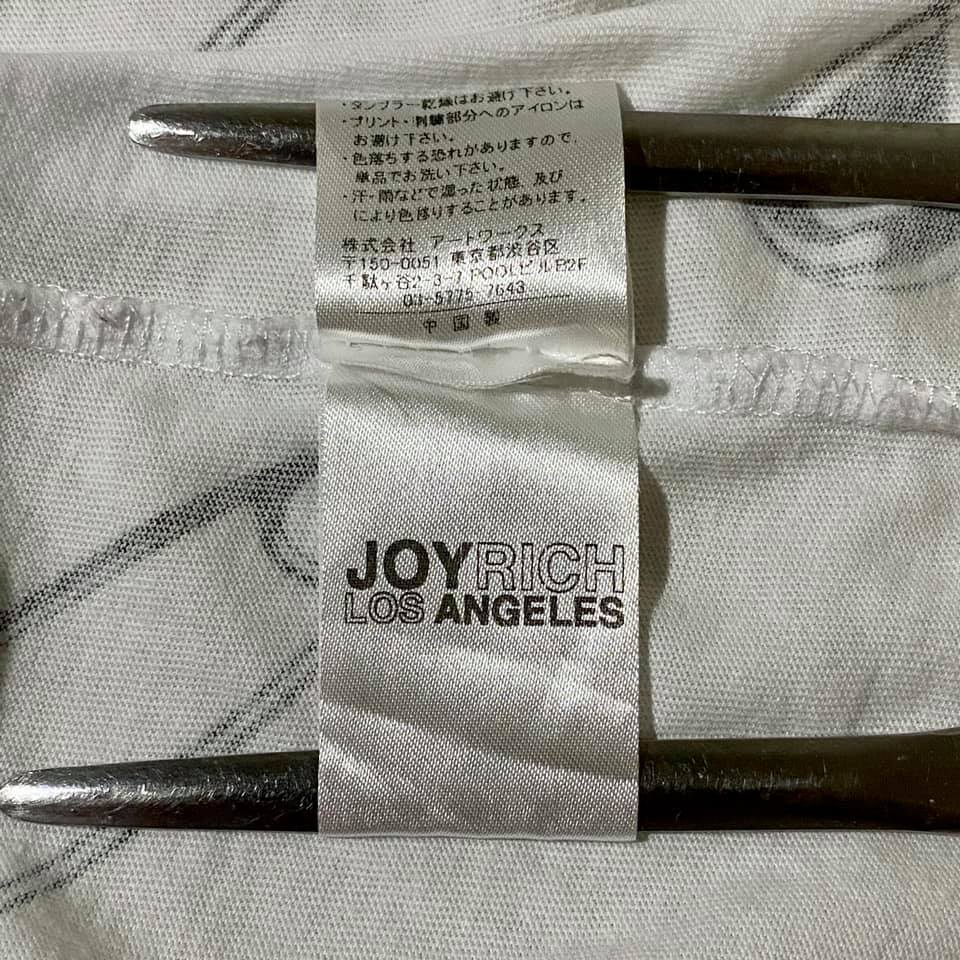 ・タンブラー乾燥はお避け下さい。
・プリント・刺繍部分へのアイロンは
お避け下さい。
・色落ちする恐れがありますので、
単品でお洗い下さい。
・汗・雨などで湿った状態、及び
により色移りすることがあります。
株式会社 アートワークス
〒150-0051 東京都渋谷区
千駄ヶ谷2-3-7 POOLビルB2F
03-5775-7643
中国製
JOYRICH
LOS ANGELES